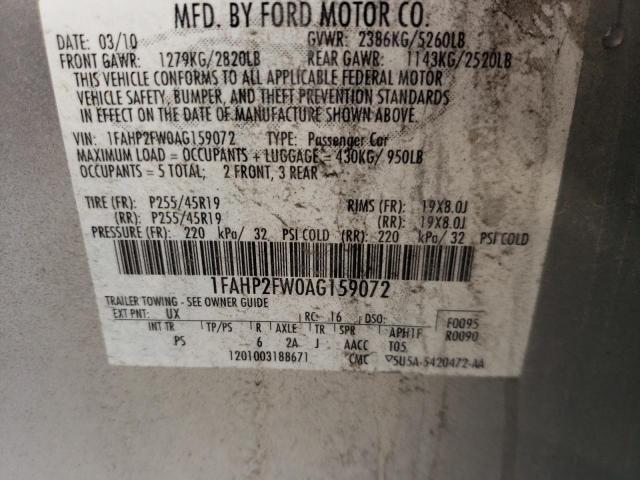 MFD. BY FORD MOTOR CO.
DATE: 03/10 GVWR: 2386KG/5260LB
FRONT GAWR: 1279KG/2820LB REAR GAWR: 1143KG/2520LB
THIS VEHICLE CONFORMS TO ALL APPLICABLE FEDERAL MOTOR
VEHICLE SAFETY, BUMPER, AND THEFT PREVENTION STANDARDS
IN EFFECT ON THE DATE OF MANUFACTURE SHOWN ABOVE.
VIN: 1FAHP2FW0AG159072 TYPE: Passenger Car
MAXIMUM LOAD = OCCUPANTS + LUGGAGE = 430KG/ 950LB
OCCUPANTS = 5 TOTAL; 2 FRONT, 3 REAR
TIRE (FR): P255/45R19 RIMS (FR): 19X8.0J
(RR): P255/45R19 (RR): 19X8.0J
PRESSURE (FR): 220 kPa/ 32 PSI COLD (RR): 220 kPa/ 32 PSI COLD
1FAHP2FW0AG159072
TRAILER TOWING - SEE OWNER GUIDE
EXT PNT: UX RC: 16 DSO: F0095
INT TR TP/PS R AXLE TR SPR APH1F R0090
PS 6 2A J AACC T05
1201003188671 CMC 5U5A-5420472-AA